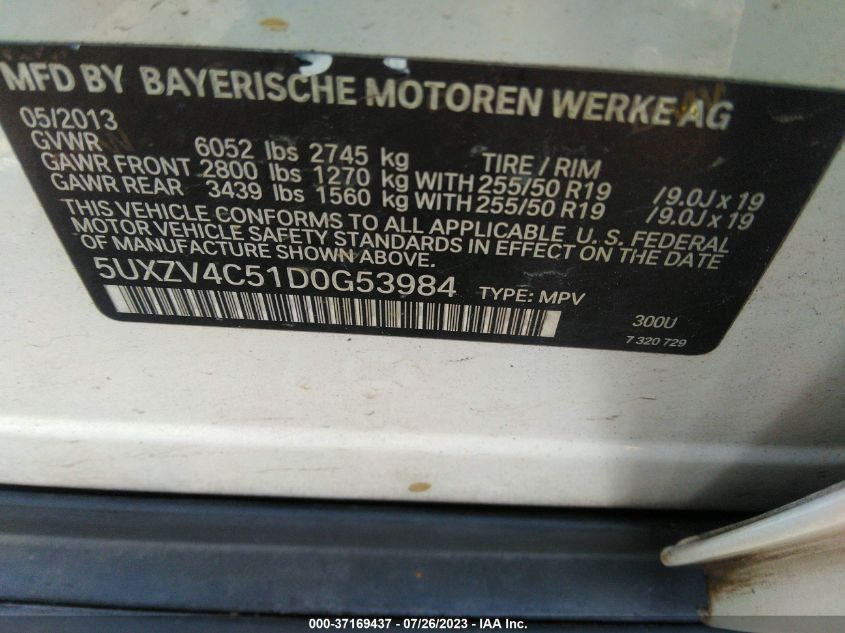 MFD BY BAYERISCHE MOTOREN WERKE AG
05/2013
GVWR 6052 lbs 2745 kg TIRE / RIM
GAWR FRONT 2800 lbs 1270 kg WITH 255/50 R19 /9.0J x 19
GAWR REAR 3439 lbs 1560 kg WITH 255/50 R19 /9.0J x 19
THIS VEHICLE CONFORMS TO ALL APPLICABLE, U. S. FEDERAL
MOTOR VEHICLE SAFETY STANDARDS IN EFFECT ON THE DATE
OF MANUFACTURE SHOWN ABOVE.
5UXZV4C51D0G53984 TYPE: MPV
300U
7 320 729
000-37169437 - 07/26/2023 - IAA Inc.